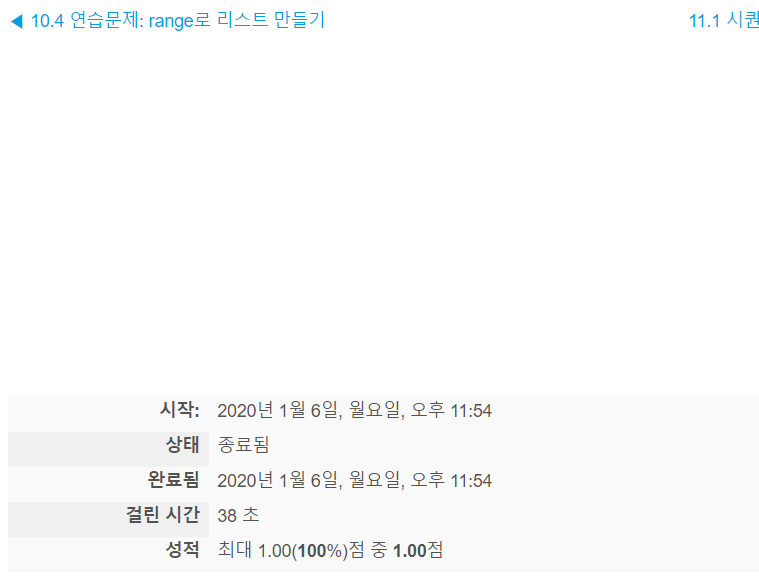 ◀ 10.4 연습문제: range로 리스트 만들기 11.1 시퀀
시작: 2020년 1월 6일, 월요일, 오후 11:54
상태 종료됨
완료됨 2020년 1월 6일, 월요일, 오후 11:54
걸린 시간 38 초
성적 최대 1.00(100%)점 중 1.00점